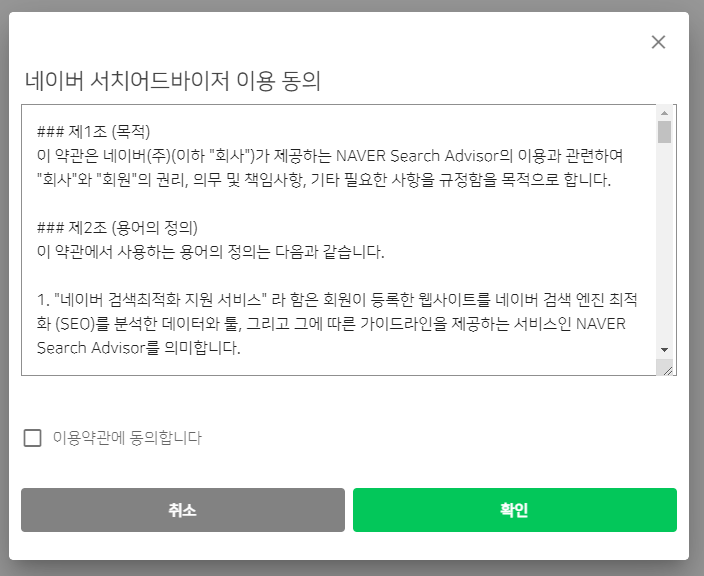 네이버 서치어드바이저 이용 동의
### 제1조 (목적)
이 약관은 네이버(주)(이하 "회사")가 제공하는 NAVER Search Advisor의 이용과 관련하여
"회사"와 "회원"의 권리, 의무 및 책임사항, 기타 필요한 사항을 규정함을 목적으로 합니다.
### 제2조 (용어의 정의)
이 약관에서 사용하는 용어의 정의는 다음과 같습니다.
1. "네이버 검색최적화 지원 서비스" 라 함은 회원이 등록한 웹사이트를 네이버 검색 엔진 최적
화 (SEO)를 분석한 데이터와 툴, 그리고 그에 따른 가이드라인을 제공하는 서비스인 NAVER
Search Advisor를 의미합니다.
이용약관에 동의합니다
취소
확인